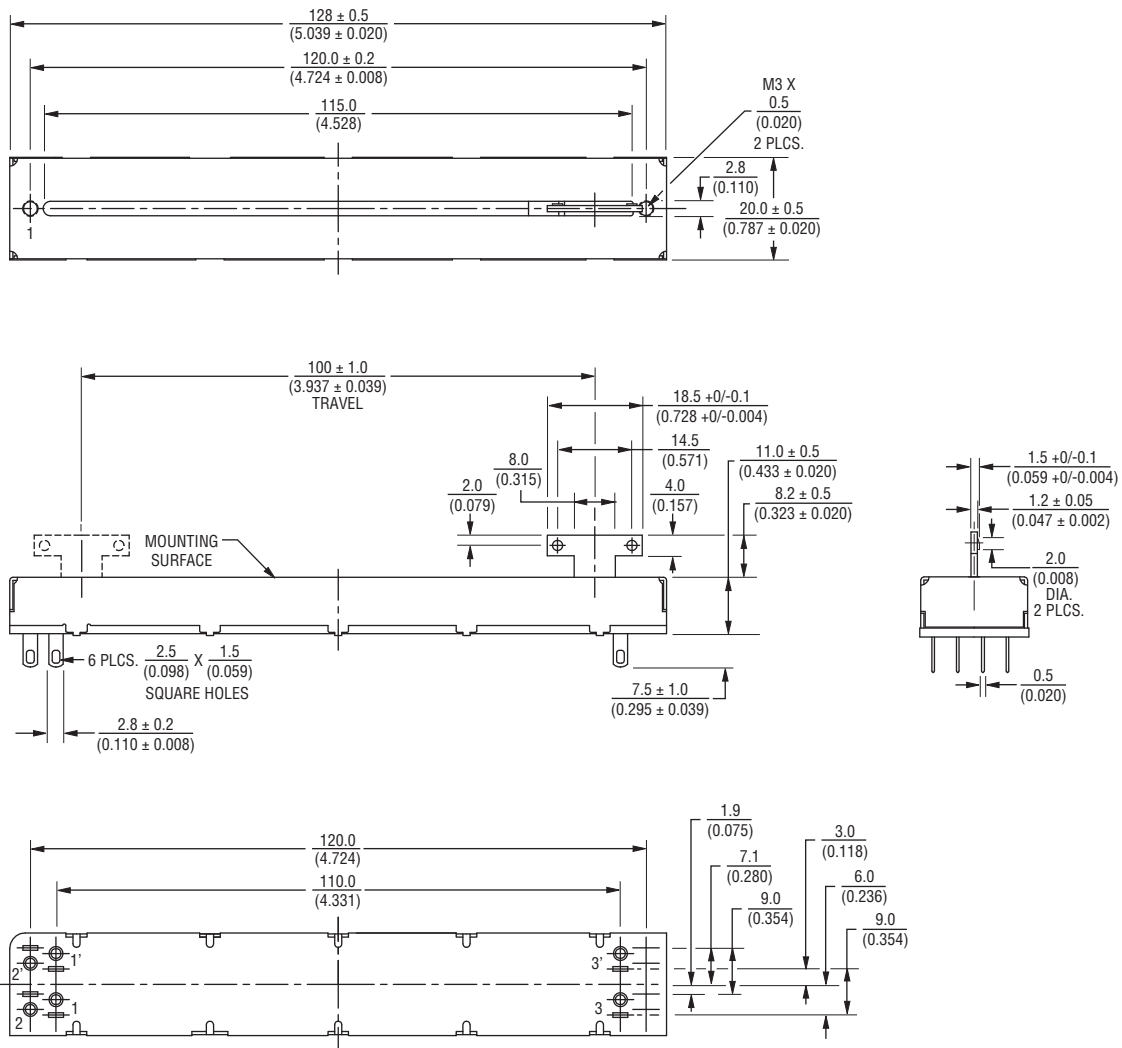 128 ± 0.5
(5.039 ± 0.020)
120.0 ± 0.2
(4.724 ± 0.008)
115.0
(4.528)
M3 X
0.5
(0.020)
2 PLCS.
2.8
(0.110)
20.0 ± 0.5
(0.787 ± 0.020)
1
100 ± 1.0
(3.937 ± 0.039)
TRAVEL
18.5 +0/-0.1
(0.728 +0/-0.004)
14.5
(0.571)
8.0
(0.315)
2.0
(0.079)
4.0
(0.157)
11.0 ± 0.5
(0.433 ± 0.020)
8.2 ± 0.5
(0.323 ± 0.020)
MOUNTING
SURFACE
6 PLCS. 2.5 X 1.5
(0.098) (0.059)
SQUARE HOLES
2.8 ± 0.2
(0.110 ± 0.008)
7.5 ± 1.0
(0.295 ± 0.039)
1.5 +0/-0.1
(0.059 +0/-0.004)
1.2 ± 0.05
(0.047 ± 0.002)
2.0
(0.008)
DIA.
2 PLCS.
0.5
(0.020)
120.0
(4.724)
110.0
(4.331)
1.9
(0.075)
7.1
(0.280)
9.0
(0.354)
3.0
(0.118)
6.0
(0.236)
9.0
(0.354)
1'
2'
3'
1
2
3